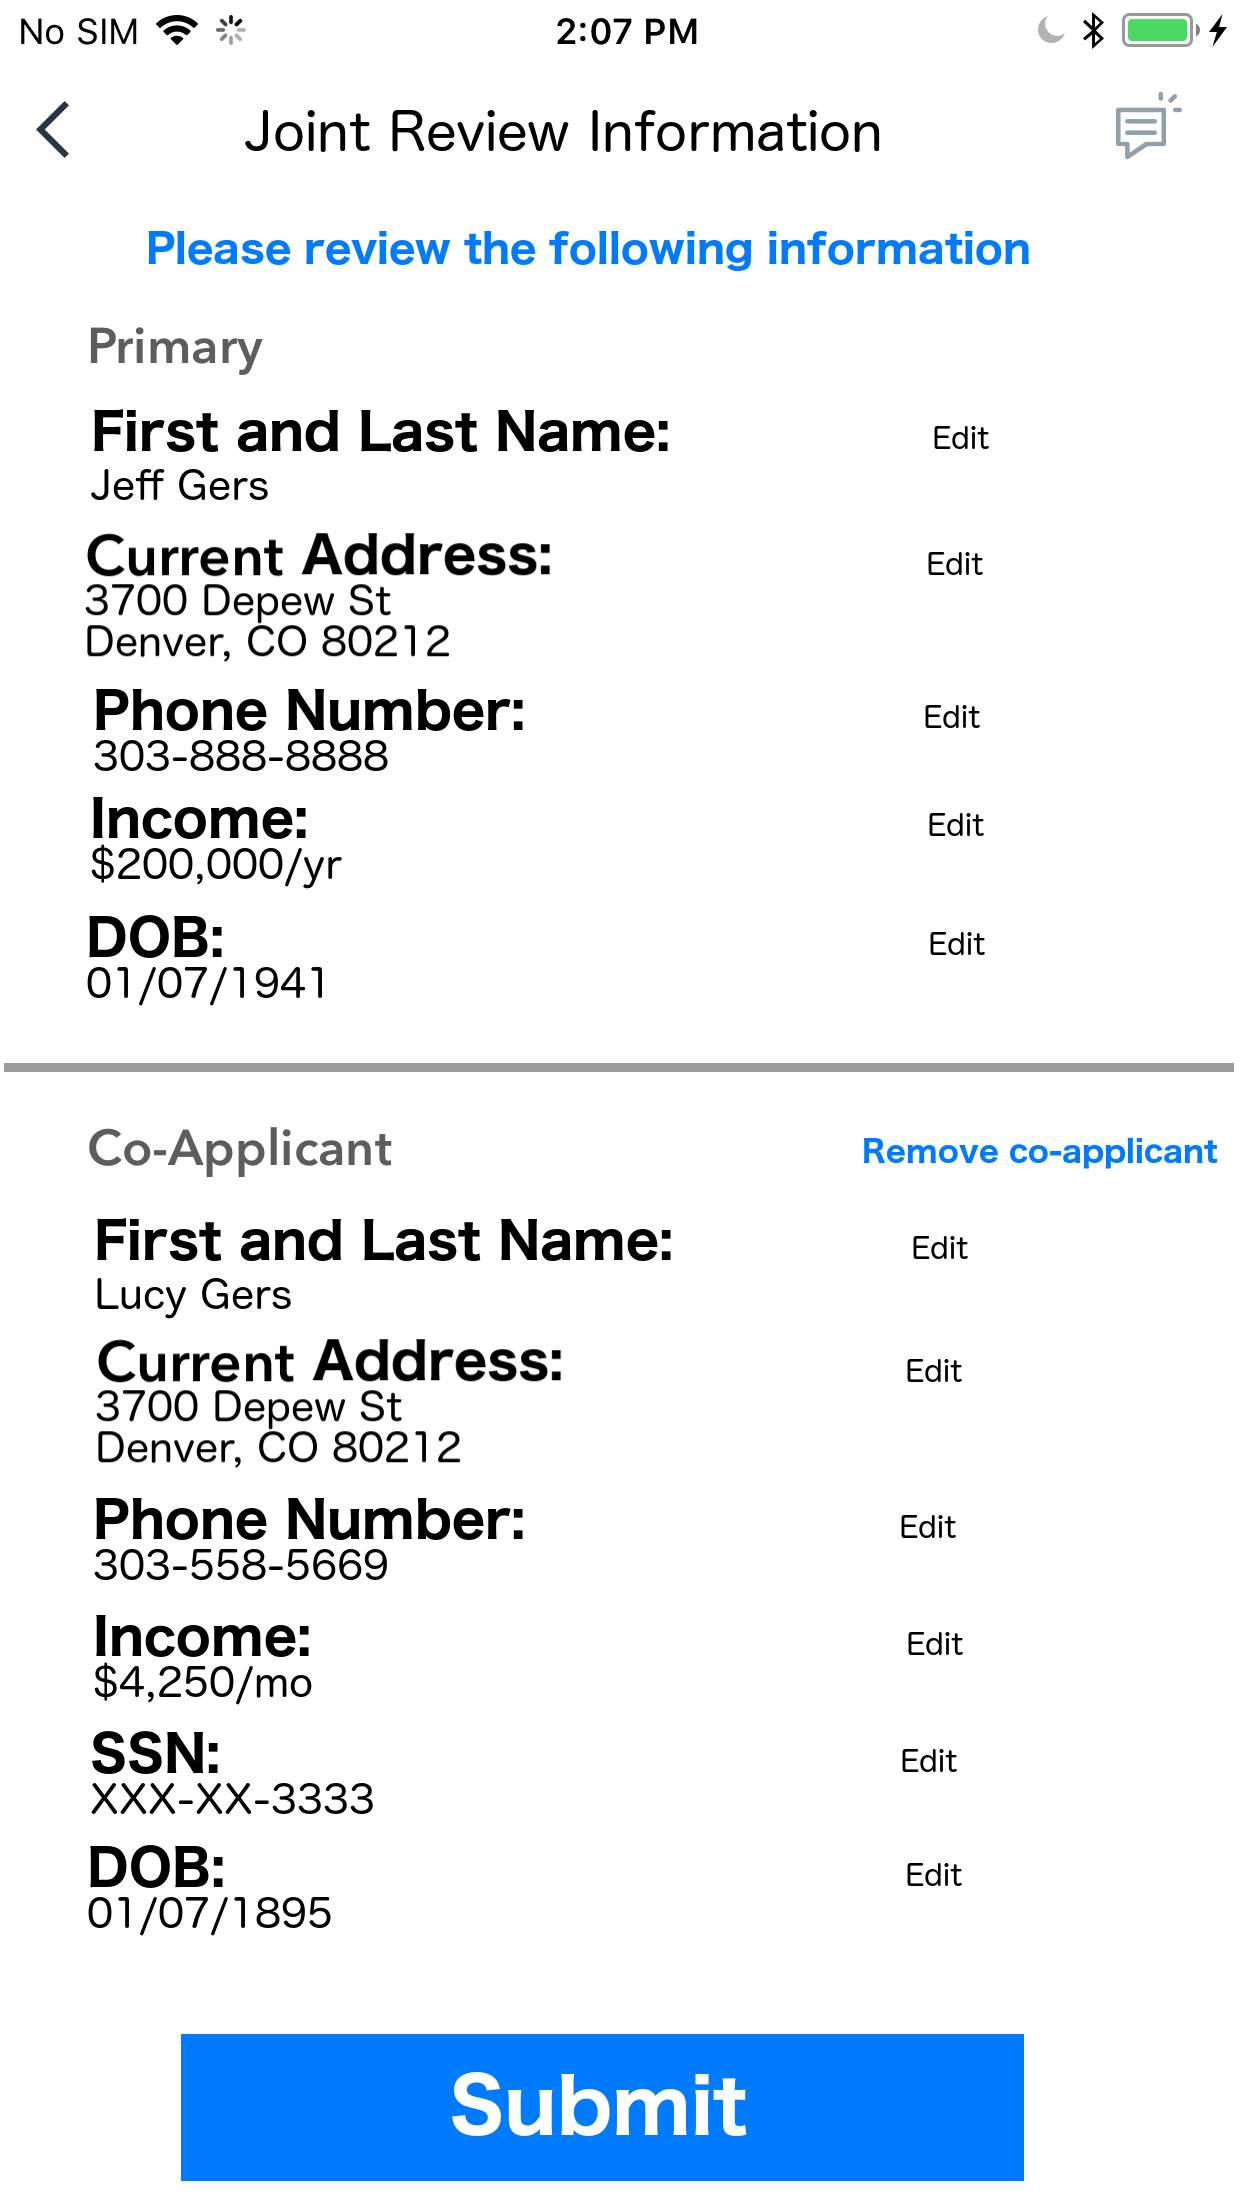 No SIM 2:07 PM
Joint Review Information
Please review the following information
Primary
First and Last Name: Edit
Jeff Gers
Current Address: Edit
3700 Depew St
Denver, CO 80212
Phone Number: Edit
303-888-8888
Income: Edit
$200,000/yr
DOB: Edit
01/07/1941
Co-Applicant Remove co-applicant
First and Last Name: Edit
Lucy Gers
Current Address: Edit
3700 Depew St
Denver, CO 80212
Phone Number: Edit
303-558-5669
Income: Edit
$4,250/mo
SSN: Edit
XXX-XX-3333
DOB: Edit
01/07/1895
Submit